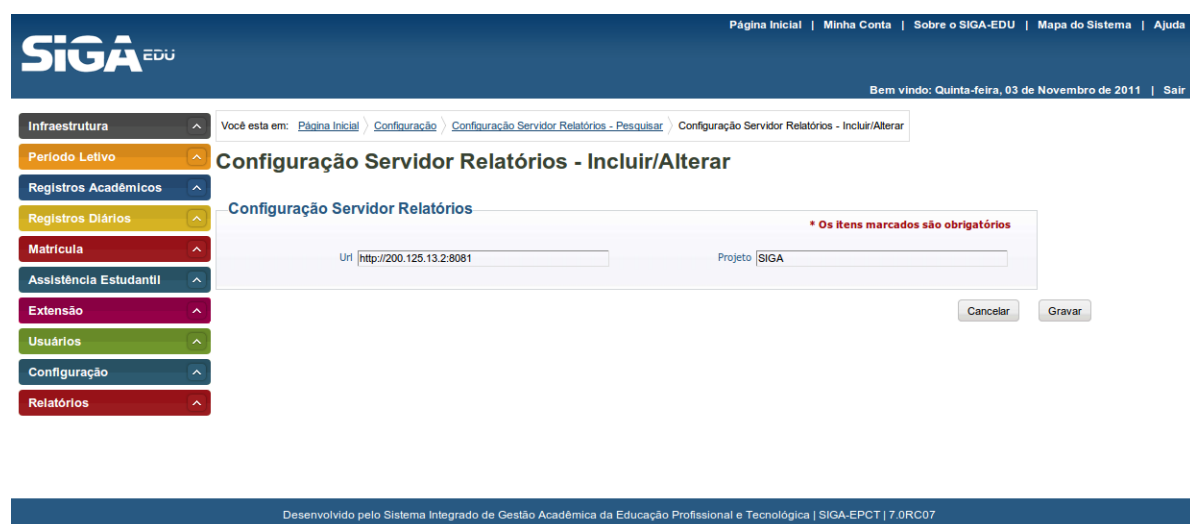 Página Inicial | Minha Conta | Sobre o SIGA-EDU | Mapa do Sistema | Ajuda
SIGA EDU
Bem vindo: Quinta-feira, 03 de Novembro de 2011 | Sair
Infraestrutura
Período Letivo
Registros Acadêmicos
Registros Diários
Matrícula
Assistência Estudantil
Extensão
Usuários
Configuração
Relatórios
Você esta em: Página Inicial Configuração Configuração Servidor Relatórios - Pesquisar Configuração Servidor Relatórios - Incluir/Alterar
Configuração Servidor Relatórios - Incluir/Alterar
Configuração Servidor Relatórios
* Os itens marcados são obrigatórios
Url http://200.125.13.2:8081 Projeto SIGA
Cancelar Gravar
Desenvolvido pelo Sistema Integrado de Gestão Acadêmica da Educação Profissional e Tecnológica | SIGA-EPCT | 7.0RC07